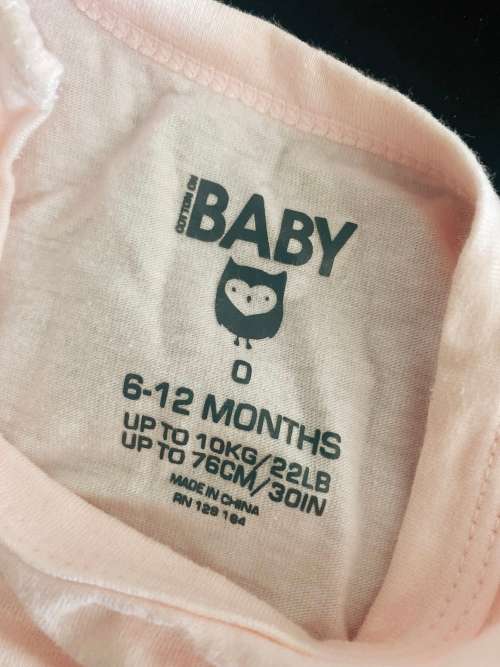 COTTON ON
BABY
0
6-12 MONTHS
UP TO 10KG/22LB
UP TO 76CM/30IN
MADE IN CHINA
RN 129 164